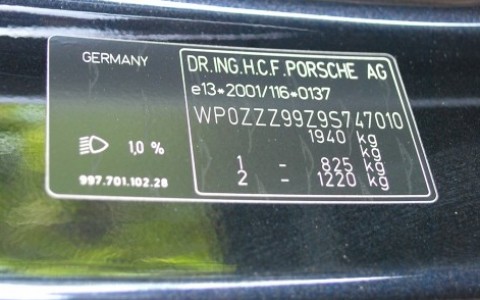 GERMANY
DR.ING.H.C.F.PORSCHE AG
e13*2001/116*0137
WP0ZZZ99Z9S747010
1940 kg
1 - 825 kg
2 - 1220 kg
1,0 %
997.701.102.28